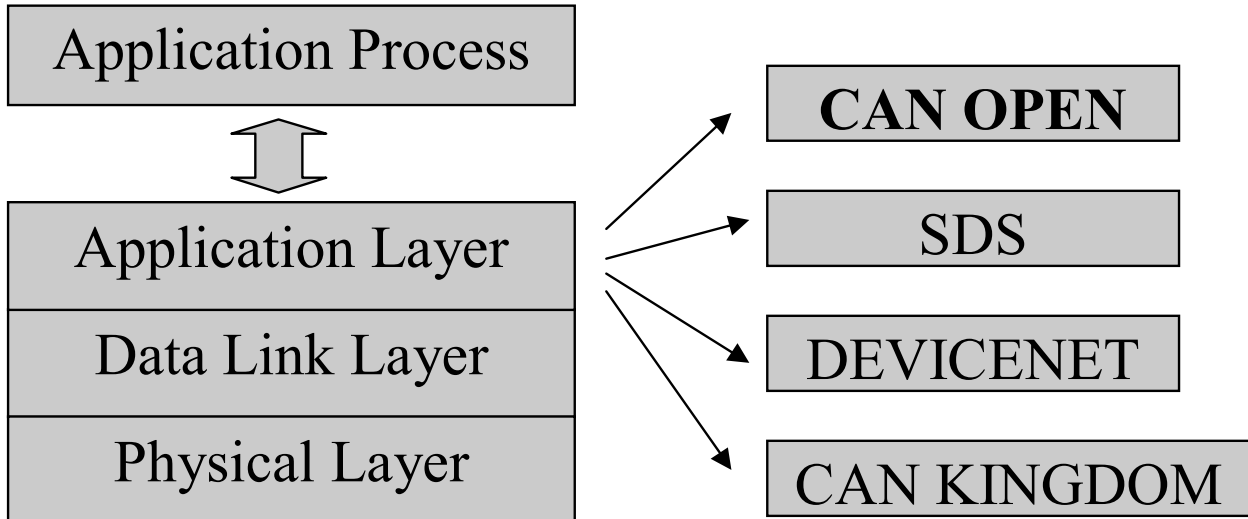 Application Process
Application Layer
Data Link Layer
Physical Layer
CAN OPEN
SDS
DEVICENET
CAN KINGDOM